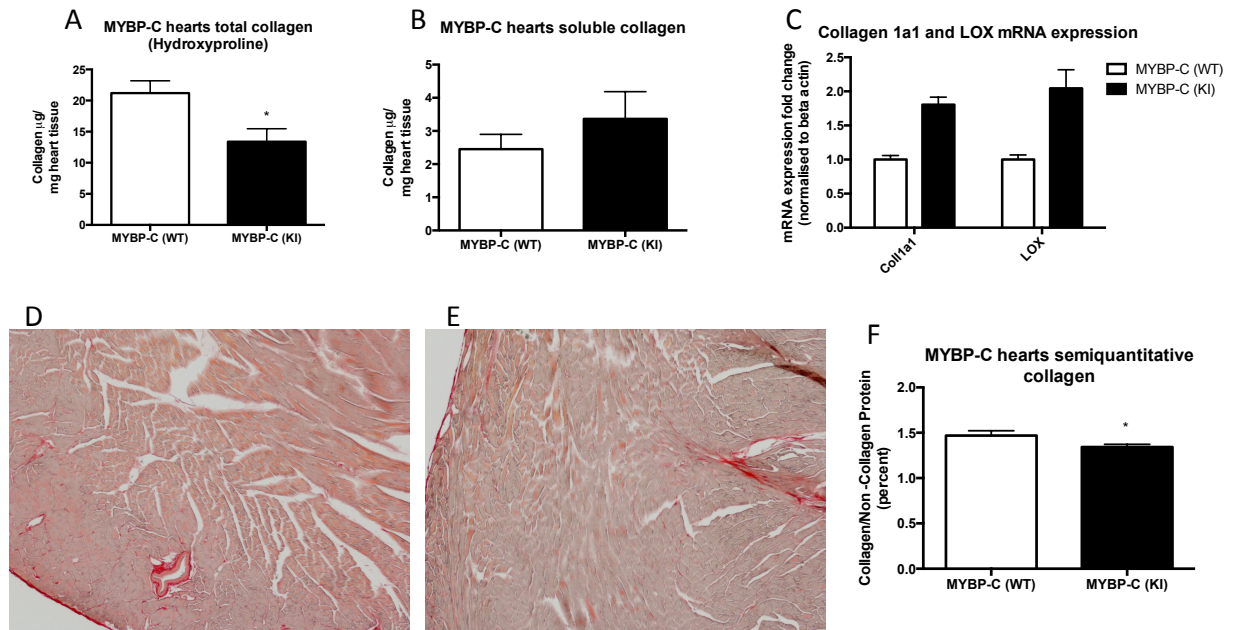 A
MYBP-C hearts total collagen
(Hydroxyproline)
Collagen µg/
mg heart tissue
25
20
15
10
5
0
*
MYBP-C (WT)
MYBP-C (KI)
B
MYBP-C hearts soluble collagen
Collagen µg/
mg heart tissue
5
4
3
2
1
0
MYBP-C (WT)
MYBP-C (KI)
C
Collagen 1a1 and LOX mRNA expression
mRNA expression fold change
(normalised to beta actin)
2.5
2.0
1.5
1.0
0.5
0.0
Coll1a1
LOX
MYBP-C (WT)
MYBP-C (KI)
D
E
F
MYBP-C hearts semiquantitative
collagen
Collagen/Non -Collagen Protein
(percent)
2.0
1.5
1.0
0.5
0.0
*
MYBP-C (WT)
MYBP-C (KI)